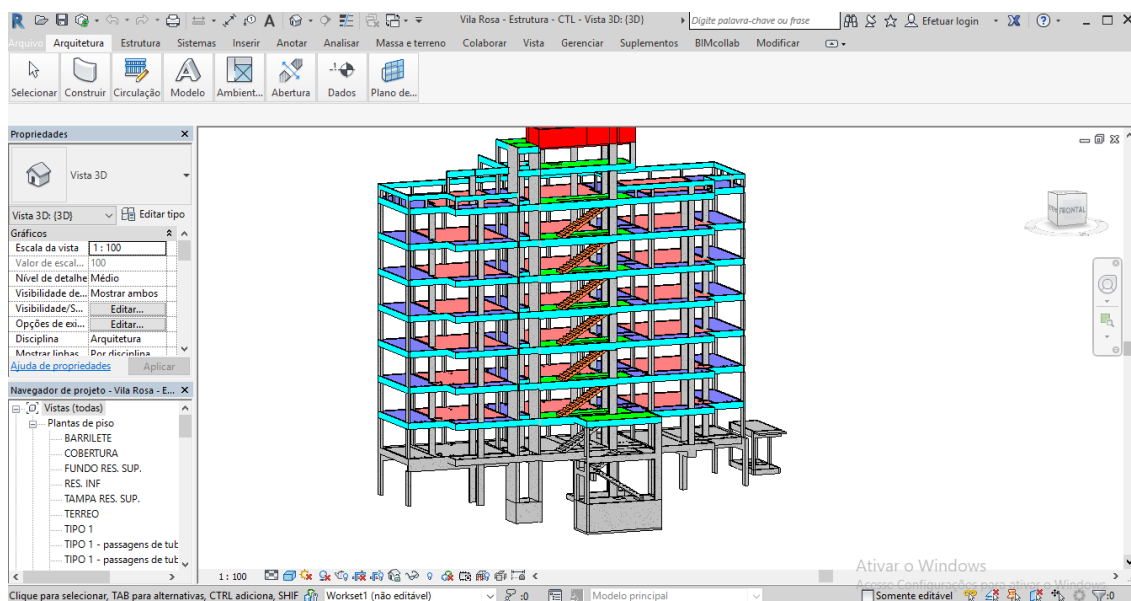 Vila Rosa - Estrutura - CTL - Vista 3D: {3D}
Digite palavra-chave ou frase
Efetuar login
Arquivo Arquitetura Estrutura Sistemas Inserir Anotar Analisar Massa e terreno Colaborar Vista Gerenciar Suplementos BIMcollab Modificar
Selecionar Construir Circulação Modelo Ambient... Abertura Dados Plano de...
Propriedades
Vista 3D
Vista 3D: {3D}
Editar tipo
Gráficos
Escala da vista 1 : 100
Valor de escal... 100
Nível de detalhe Médio
Visibilidade de... Mostrar ambos
Visibilidade/S... Editar...
Opções de exi... Editar...
Disciplina Arquitetura
Mostrar linhas Por disciplina
Ajuda de propriedades Aplicar
Navegador de projeto - Vila Rosa - E...
Vistas (todas)
Plantas de piso
BARRILETE
COBERTURA
FUNDO RES. SUP.
RES. INF
TAMPA RES. SUP.
TERREO
TIPO 1
TIPO 1 - passagens de tub
TIPO 2 - passagens de tub
FRONTAL
1 : 100
Ativar o Windows
Acesse Configurações para ativar o Windows.
Clique para selecionar, TAB para alternativas, CTRL adiciona, SHIF
Workset1 (não editável)
:0
Modelo principal
Somente editável
:0